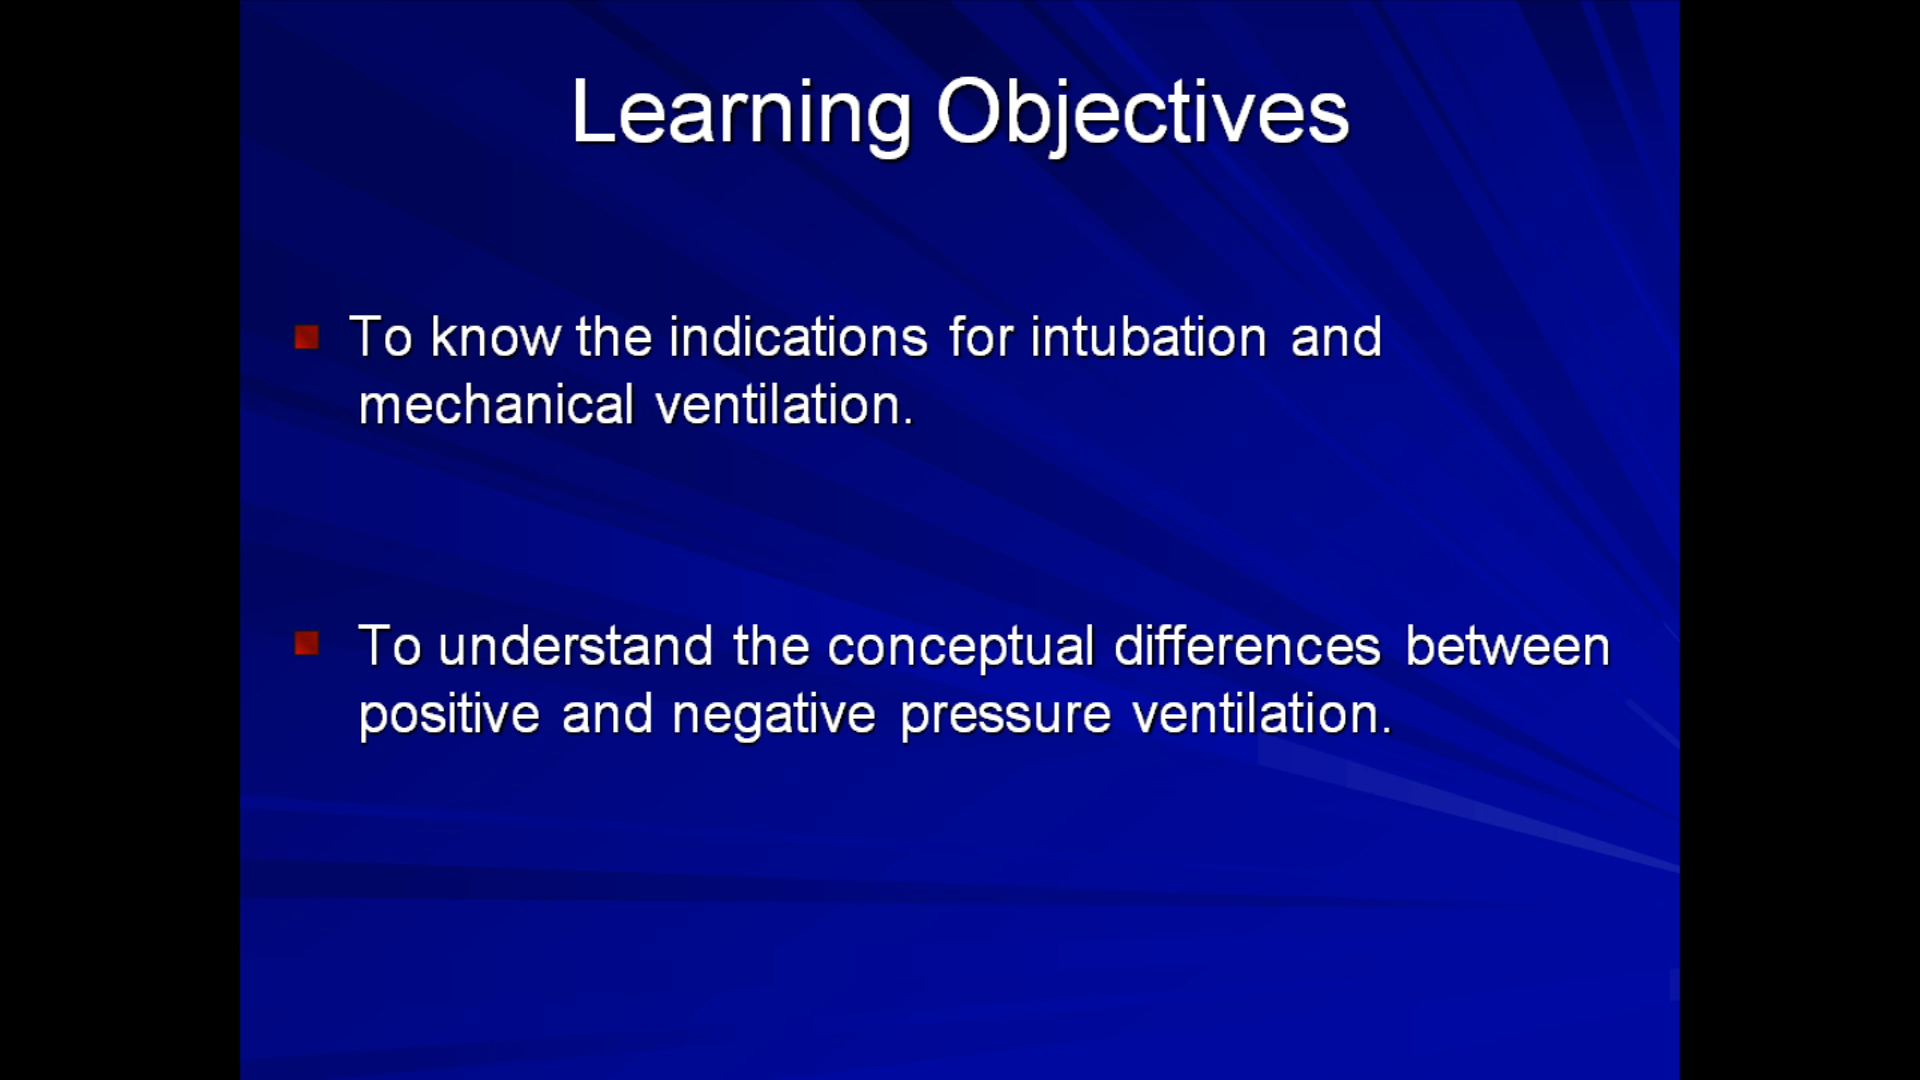 Learning Objectives
To know the indications for intubation and
mechanical ventilation.
To understand the conceptual differences between
positive and negative pressure ventilation.